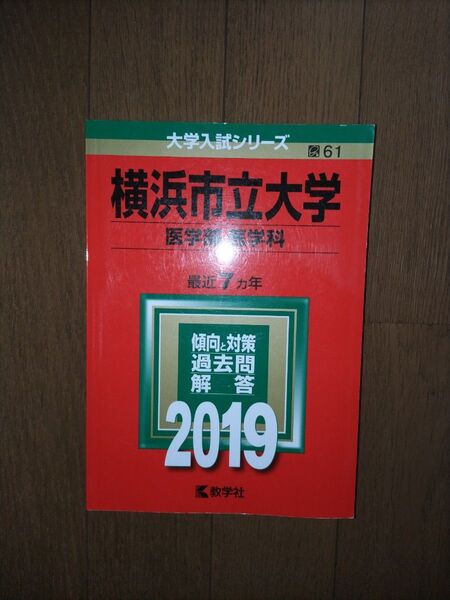 大学入試シリーズ
61
横浜市立大学
医学部 医学科
最近7カ年
傾向と対策
過去問
解答
2019
教学社